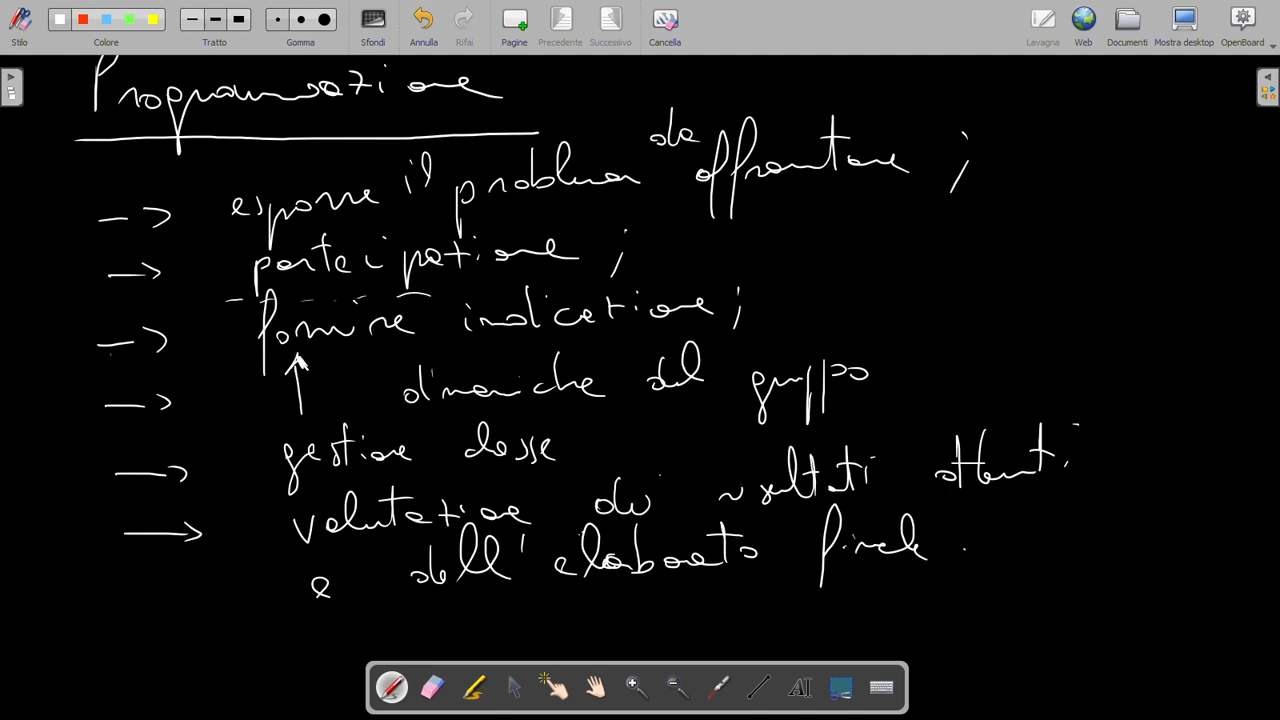 Stilo Colore Tratto Gomma Sfondi Annulla Rifai Pagine Precedente Successivo Cancella Lavagna Web Documenti Mostra desktop OpenBoard
Programmazione
-> esporre il problema da affrontare ;
-> partecipazione ;
-> fornire indicazione ;
-> dinamiche del gruppo
-> gestione classe
-> valutazione dei risultati ottenuti
e dell'elaborato finale.